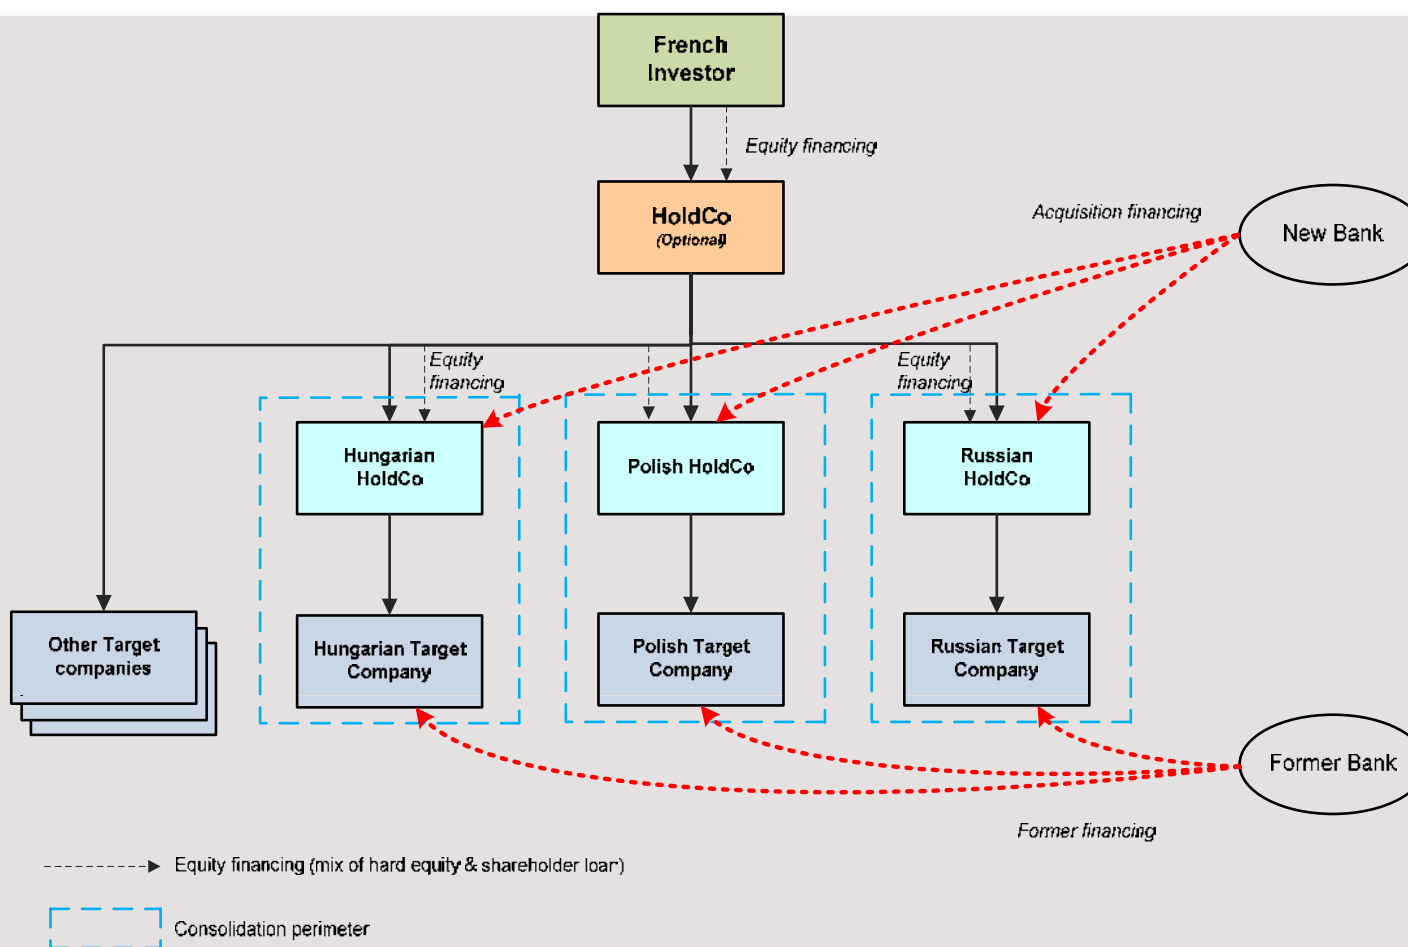 French
Investor
Equity financing
HoldCo
(Optional)
Acquisition financing
New Bank
Equity
financing
Equity
financing
Hungarian
HoldCo
Polish HoldCo
Russian
HoldCo
Other Target
companies
Hungarian Target
Company
Polish Target
Company
Russian Target
Company
Former Bank
Former financing
Equity financing (mix of hard equity & shareholder loan)
Consolidation perimeter